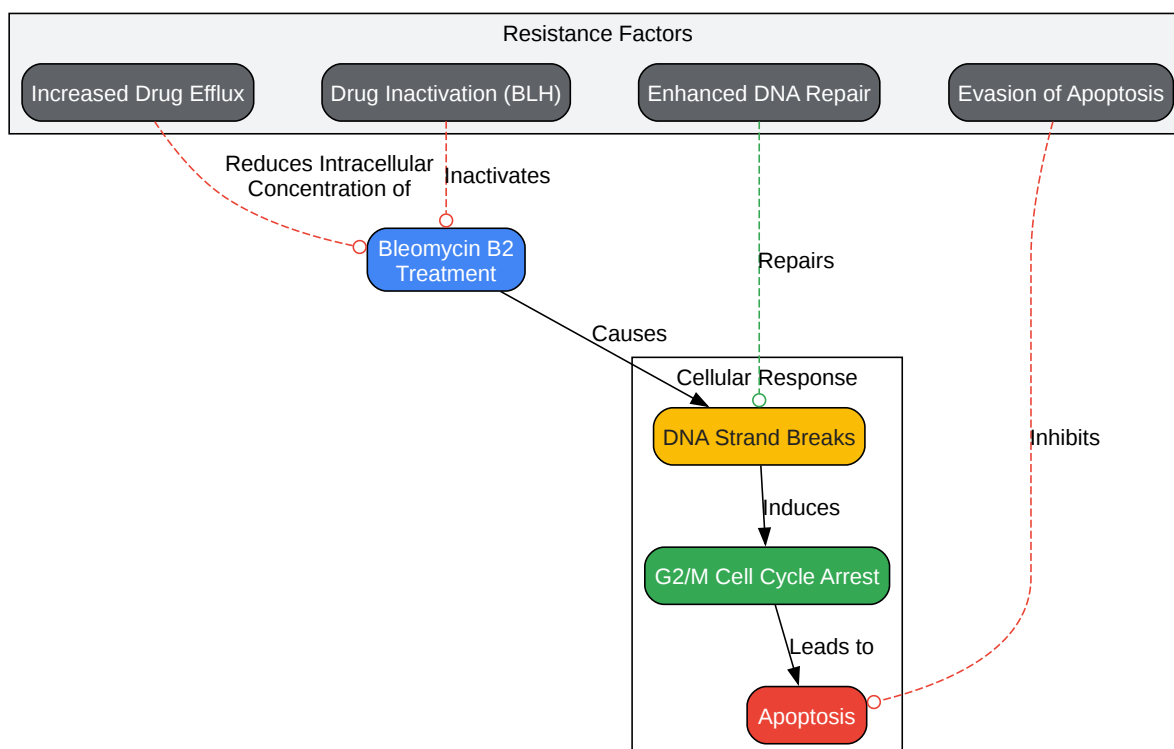 Resistance Factors
Increased Drug Efflux
Drug Inactivation (BLH)
Enhanced DNA Repair
Evasion of Apoptosis
Reduces Intracellular
Concentration of
Inactivates
Bleomycin B2
Treatment
Repairs
Causes
Cellular Response
DNA Strand Breaks
Inhibits
Induces
G2/M Cell Cycle Arrest
Leads to
Apoptosis